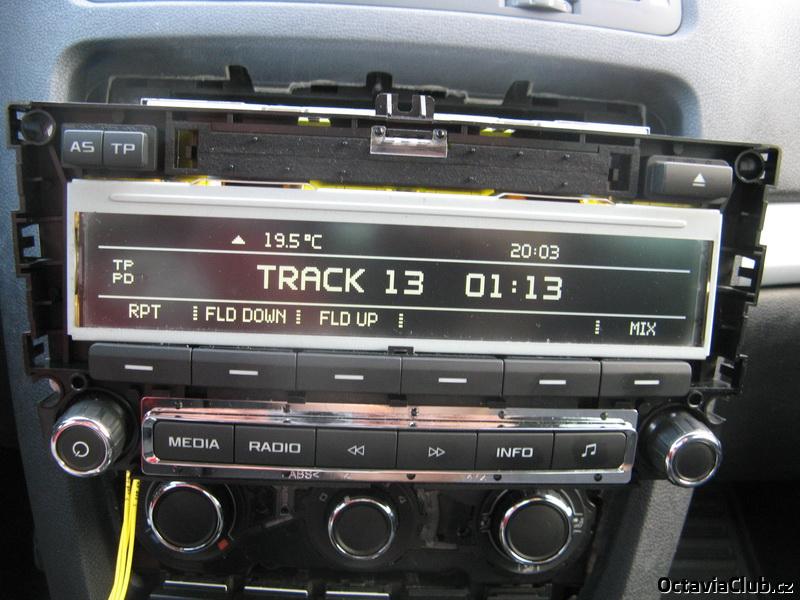 AS TP
19.5°C 20:03
TP
PD
TRACK 13 01:13
RPT FLD DOWN FLD UP MIX
MEDIA RADIO INFO
ABS<
OctaviaClub.cz